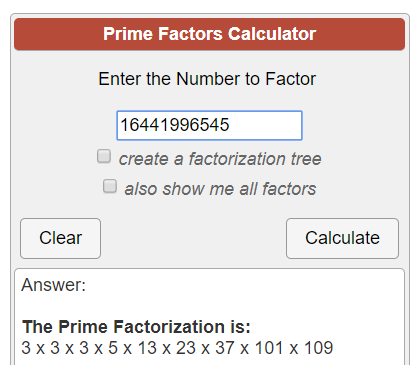 Prime Factors Calculator
Enter the Number to Factor
16441996545
create a factorization tree
also show me all factors
Clear
Calculate
Answer:
The Prime Factorization is:
3 x 3 x 3 x 5 x 13 x 23 x 37 x 101 x 109